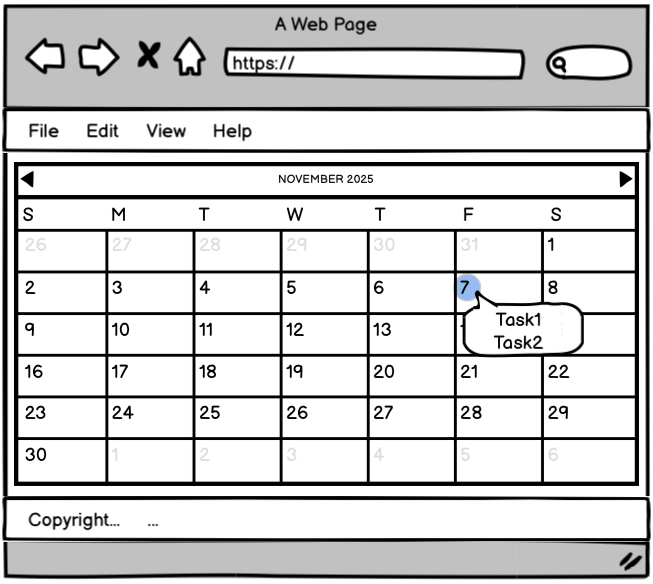 A Web Page
https://
File Edit View Help
NOVEMBER 2025
S M T W T F S
26 27 28 29 30 31 1
2 3 4 5 6 7 8
Task1
Task2
9 10 11 12 13
16 17 18 19 20 21 22
23 24 25 26 27 28 29
30 1 2 3 4 5 6
Copyright... ...